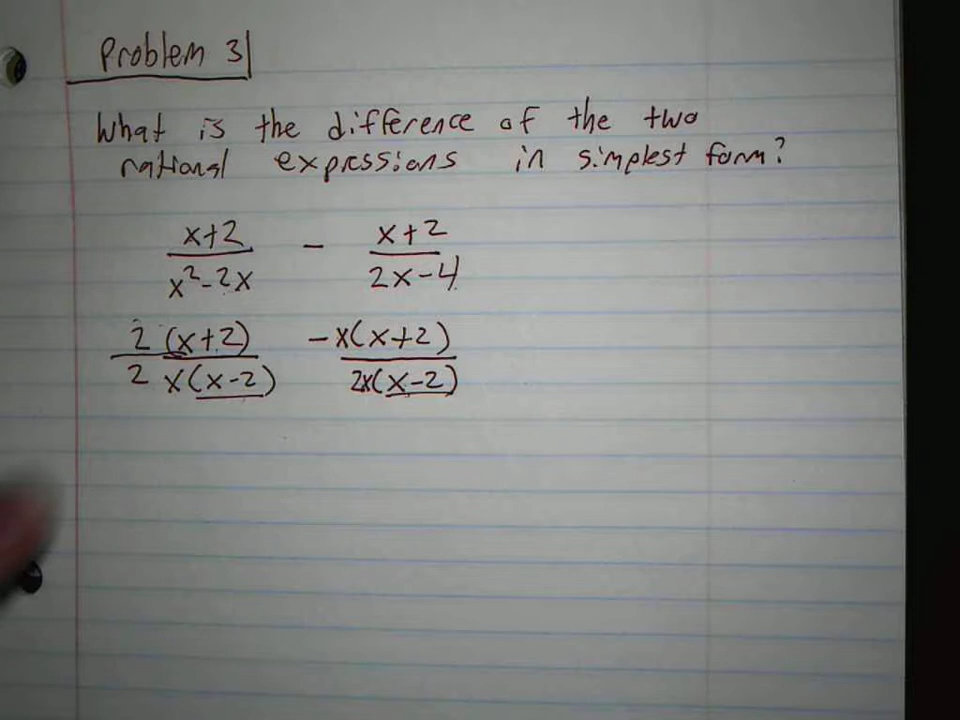 Problem 3
What is the difference of the two
rational expressions in simplest form?
x+2 - x+2
x²-2x 2x-4
2 (x+2) -x(x+2)
2 x(x-2) 2x(x-2)